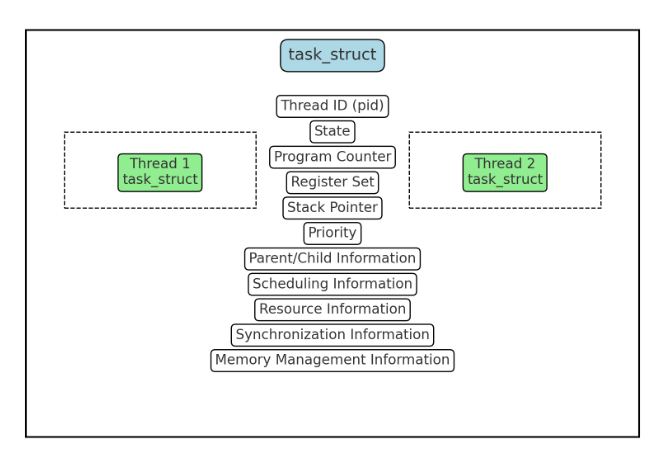 task_struct
Thread ID (pid)
State
Program Counter
Thread 1
task_struct
Thread 2
task_struct
Register Set
Stack Pointer
Priority
Parent/Child Information
Scheduling Information
Resource Information
Synchronization Information
Memory Management Information